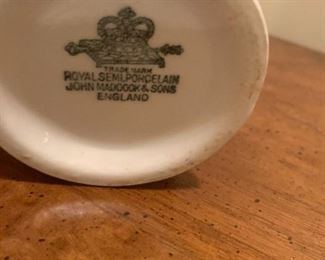 TRADE MARK
ROYAL SEMI PORCELAIN
JOHN MADDOCK & SONS
ENGLAND